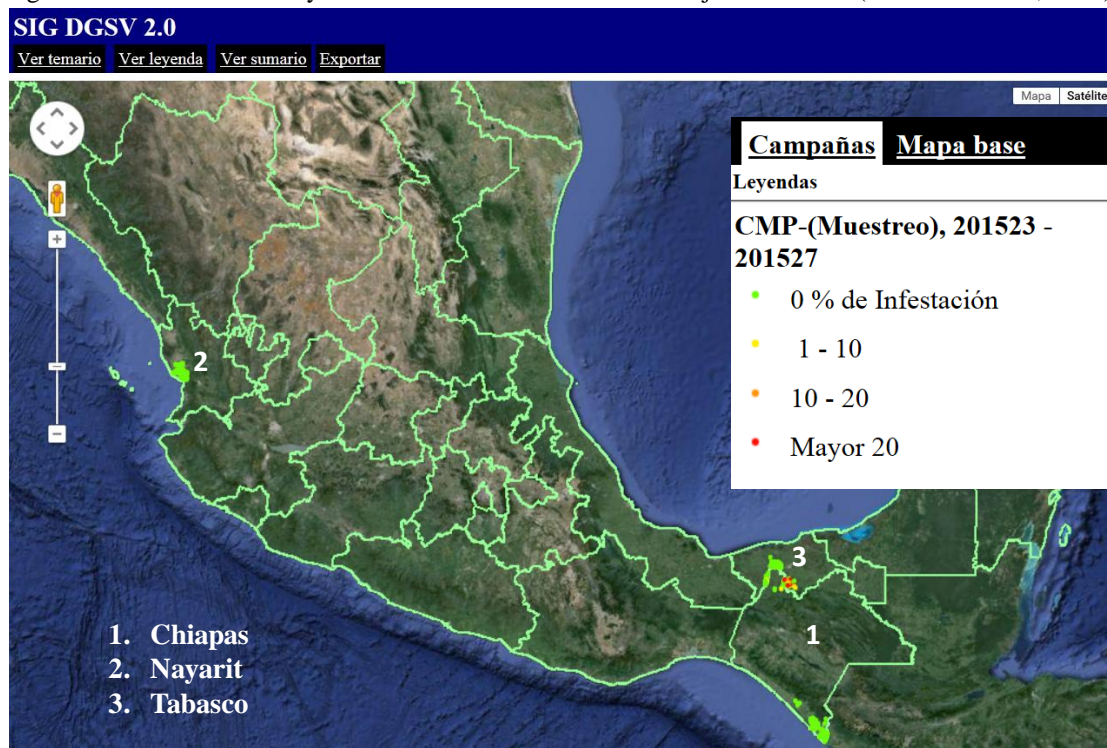 SIG DGSV 2.0
Ver temario Ver leyenda Ver sumario Exportar
Mapa Satélite
Campañas Mapa base
Leyendas
CMP-(Muestreo), 201523 -
201527
0 % de Infestación
1 - 10
10 - 20
Mayor 20
2
3
1
1. Chiapas
2. Nayarit
3. Tabasco